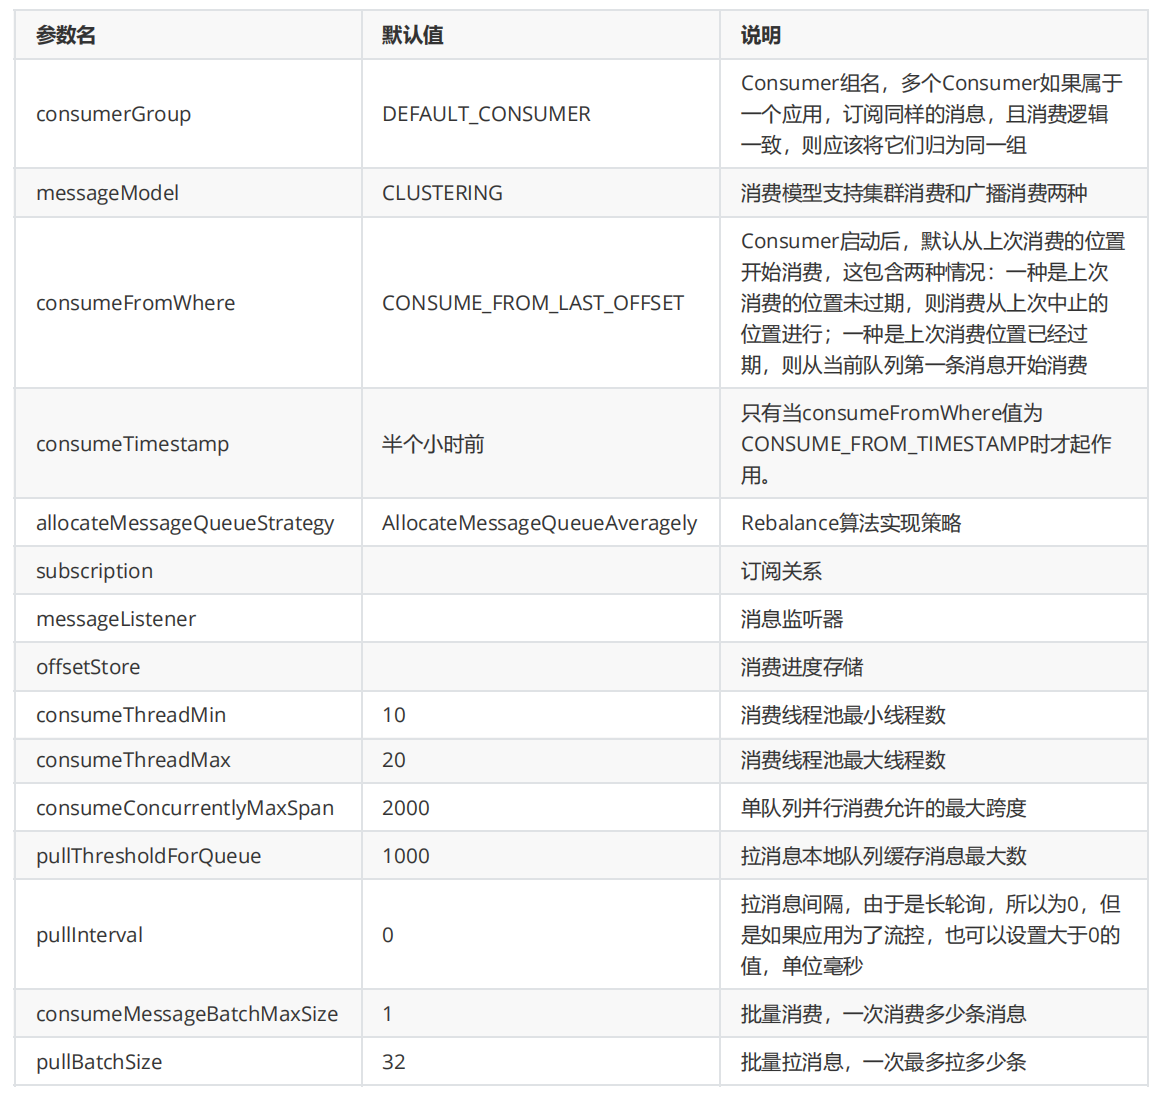 参数名 默认值 说明
consumerGroup DEFAULT_CONSUMER Consumer组名，多个Consumer如果属于
一个应用，订阅同样的消息，且消费逻辑
一致，则应该将它们归为同一组
messageModel CLUSTERING 消费模型支持集群消费和广播消费两种
consumeFromWhere CONSUME_FROM_LAST_OFFSET Consumer启动后，默认从上次消费的位置
开始消费，这包含两种情况：一种是上次
消费的位置未过期，则消费从上次中止的
位置进行；一种是上次消费位置已经过
期，则从当前队列第一条消息开始消费
consumeTimestamp 半个小时前 只有当consumeFromWhere值为
CONSUME_FROM_TIMESTAMP时才起作
用。
allocateMessageQueueStrategy AllocateMessageQueueAveragely Rebalance算法实现策略
subscription 订阅关系
messageListener 消息监听器
offsetStore 消费进度存储
consumeThreadMin 10 消费线程池最小线程数
consumeThreadMax 20 消费线程池最大线程数
consumeConcurrentlyMaxSpan 2000 单队列并行消费允许的最大跨度
pullThresholdForQueue 1000 拉消息本地队列缓存消息最大数
pullInterval 0 拉消息间隔，由于是长轮询，所以为0，但
是如果应用为了流控，也可以设置大于0的
值，单位毫秒
consumeMessageBatchMaxSize 1 批量消费，一次消费多少条消息
pullBatchSize 32 批量拉消息，一次最多拉多少条